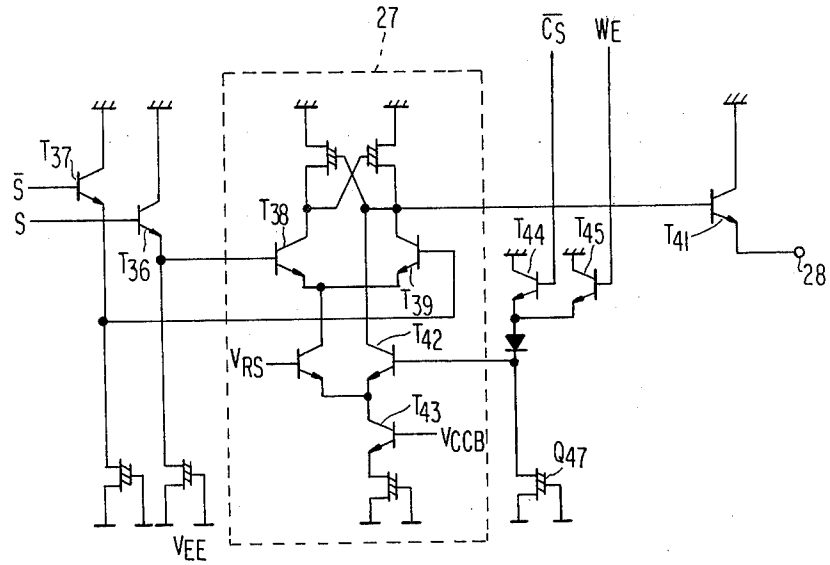 27
C̅S WE
T37
S̅
S
T36
T38
T39
T44 T45
T41
28
VRS
T42
T43
VCCB
Q47
VEE